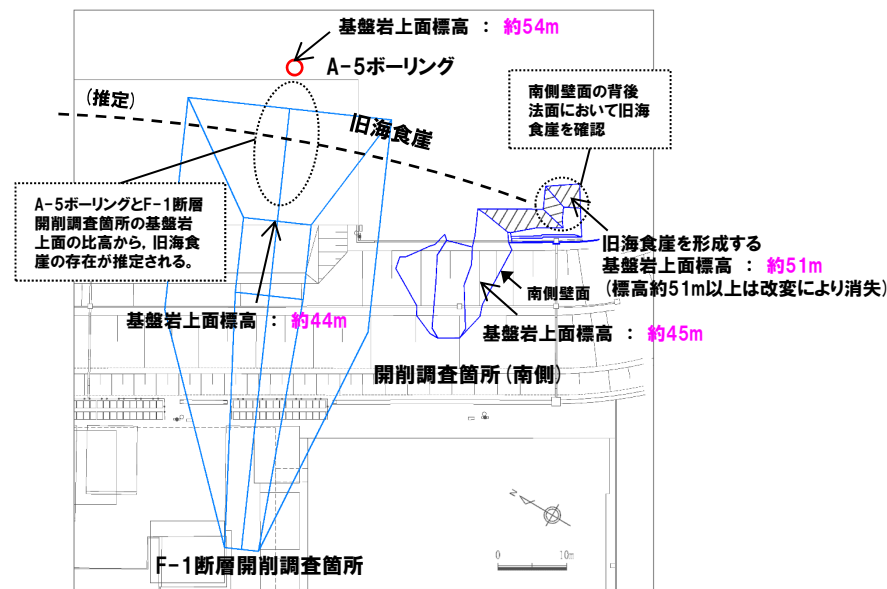 基盤岩上面標高 ： 約54m
A-5ボーリング
(推定)
旧海食崖
南側壁面の背後
法面において旧海
食崖を確認
A-5ボーリングとF-1断層
開削調査箇所の基盤岩
上面の比高から，旧海食
崖の存在が推定される。
旧海食崖を形成する
基盤岩上面標高 ： 約51m
(標高約51m以上は改変により消失)
南側壁面
基盤岩上面標高 ： 約44m
基盤岩上面標高 ： 約45m
開削調査箇所(南側)
N
0 10m
F-1断層開削調査箇所